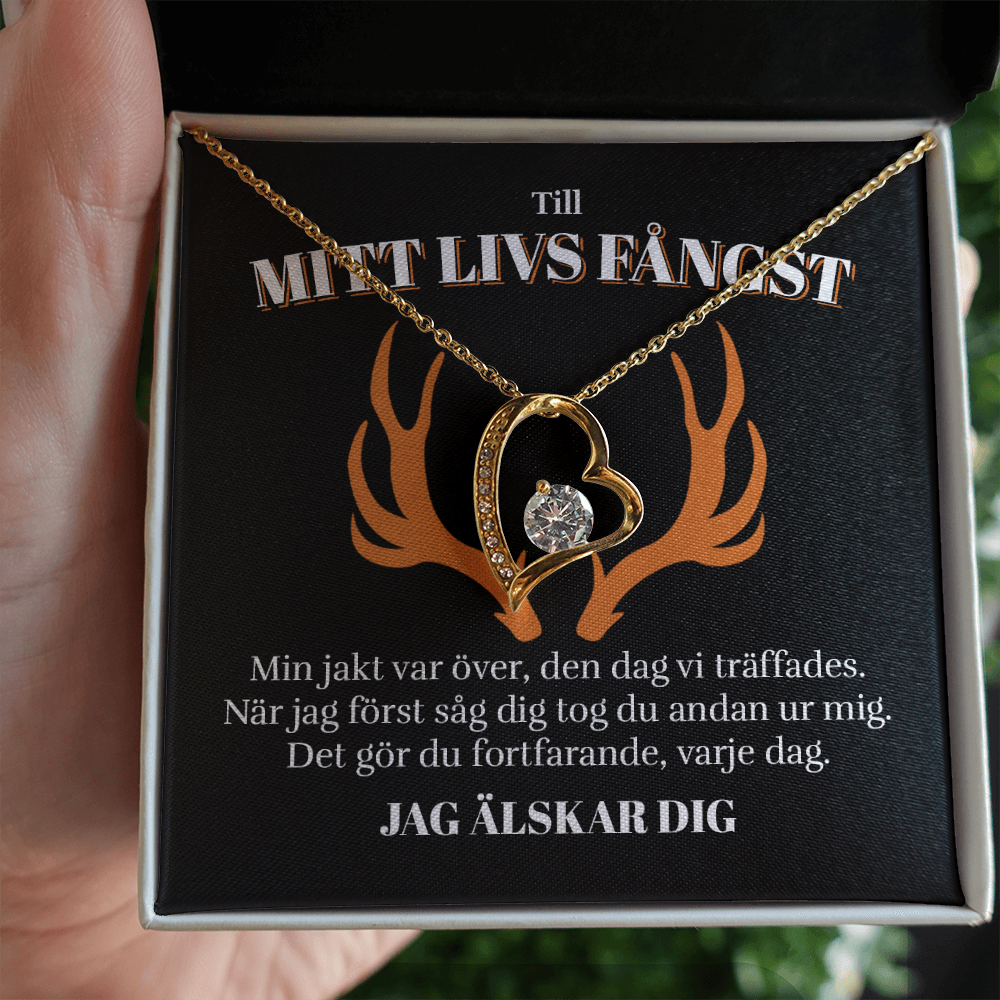 Till
MITT LIVS FÅNGST
Min jakt var över, den dag vi träffades.
När jag först såg dig tog du andan ur mig.
Det gör du fortfarande, varje dag.
JAG ÄLSKAR DIG